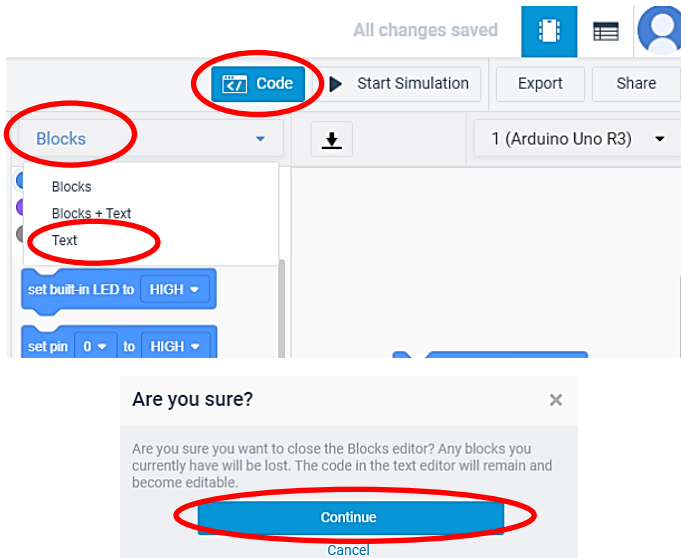 All changes saved
Code
Start Simulation
Export
Share
Blocks
1 (Arduino Uno R3)
Blocks
Blocks + Text
Text
set built-in LED to HIGH
set pin 0 to HIGH
Are you sure?
Are you sure you want to close the Blocks editor? Any blocks you
currently have will be lost. The code in the text editor will remain and
become editable.
Continue
Cancel